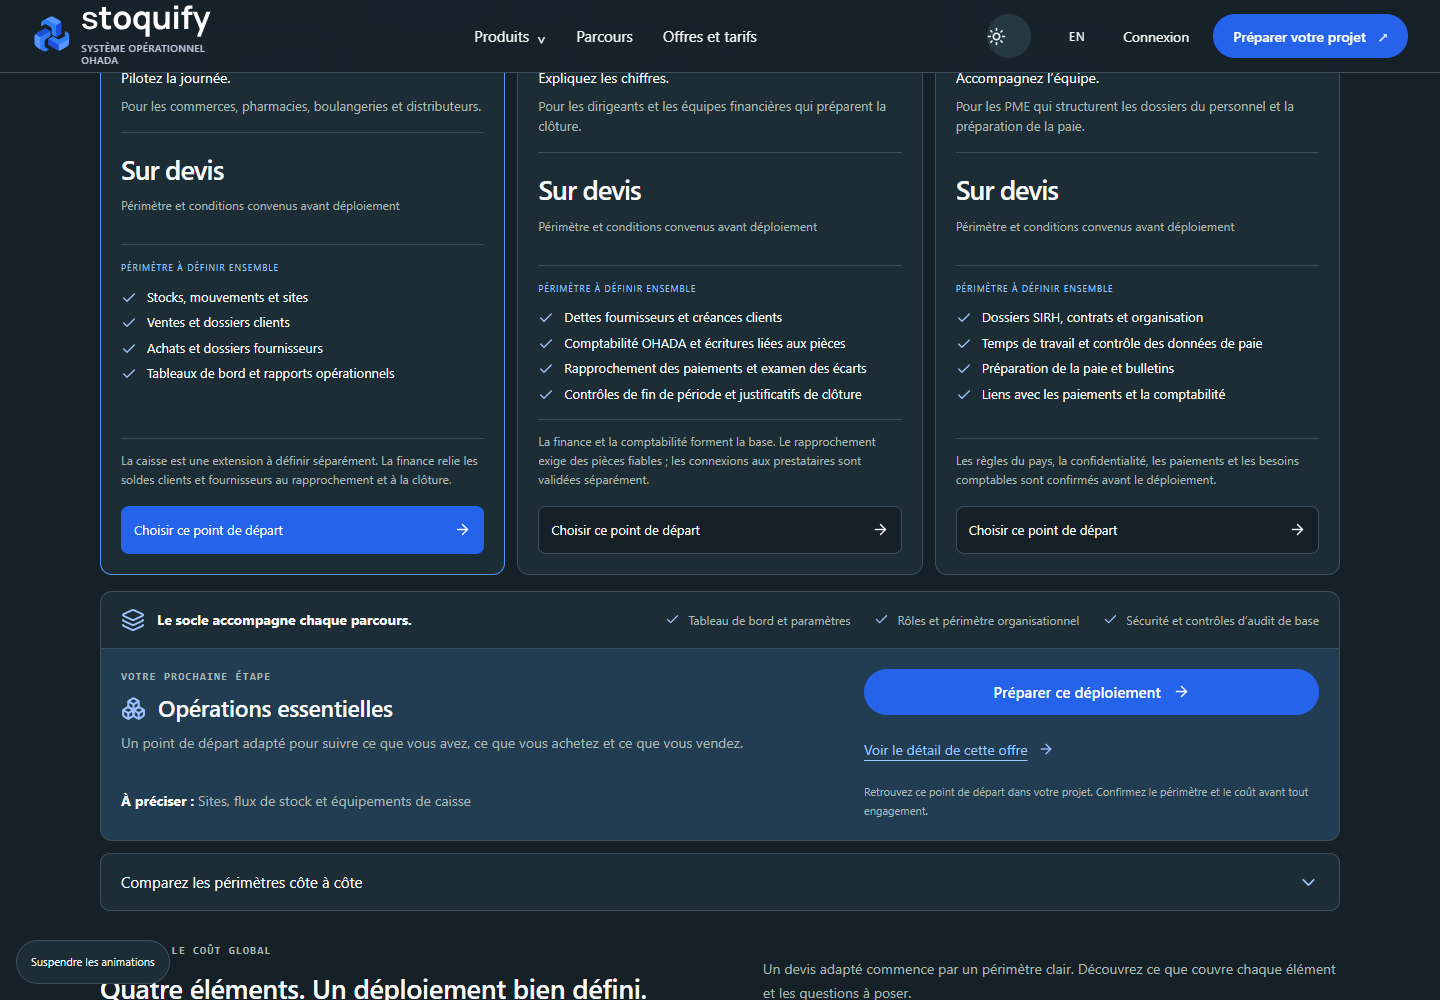 stoquify
SYSTÈME OPÉRATIONNEL
OHADA
Produits
Parcours
Offres et tarifs
EN
Connexion
Préparer votre projet ↗
Pilotez la journée.
Pour les commerces, pharmacies, boulangeries et distributeurs.
Sur devis
Périmètre et conditions convenus avant déploiement
PÉRIMÈTRE À DÉFINIR ENSEMBLE
Stocks, mouvements et sites
Ventes et dossiers clients
Achats et dossiers fournisseurs
Tableaux de bord et rapports opérationnels
La caisse est une extension à définir séparément. La finance relie les
soldes clients et fournisseurs au rapprochement et à la clôture.
Choisir ce point de départ
Expliquez les chiffres.
Pour les dirigeants et les équipes financières qui préparent la
clôture.
Sur devis
Périmètre et conditions convenus avant déploiement
PÉRIMÈTRE À DÉFINIR ENSEMBLE
Dettes fournisseurs et créances clients
Comptabilité OHADA et écritures liées aux pièces
Rapprochement des paiements et examen des écarts
Contrôles de fin de période et justificatifs de clôture
La finance et la comptabilité forment la base. Le rapprochement
exige des pièces fiables ; les connexions aux prestataires sont
validées séparément.
Choisir ce point de départ
Accompagnez l’équipe.
Pour les PME qui structurent les dossiers du personnel et la
préparation de la paie.
Sur devis
Périmètre et conditions convenus avant déploiement
PÉRIMÈTRE À DÉFINIR ENSEMBLE
Dossiers SIRH, contrats et organisation
Temps de travail et contrôle des données de paie
Préparation de la paie et bulletins
Liens avec les paiements et la comptabilité
Les règles du pays, la confidentialité, les paiements et les besoins
comptables sont confirmés avant le déploiement.
Choisir ce point de départ
Le socle accompagne chaque parcours.
Tableau de bord et paramètres
Rôles et périmètre organisationnel
Sécurité et contrôles d’audit de base
VOTRE PROCHAINE ÉTAPE
Opérations essentielles
Un point de départ adapté pour suivre ce que vous avez, ce que vous achetez et ce que vous vendez.
À préciser : Sites, flux de stock et équipements de caisse
Préparer ce déploiement
Voir le détail de cette offre
Retrouvez ce point de départ dans votre projet. Confirmez le périmètre et le coût avant tout
engagement.
Comparez les périmètres côte à côte
LE COÛT GLOBAL
Suspendre les animations
Quatre éléments. Un déploiement bien défini.
Un devis adapté commence par un périmètre clair. Découvrez ce que couvre chaque élément
et les questions à poser.